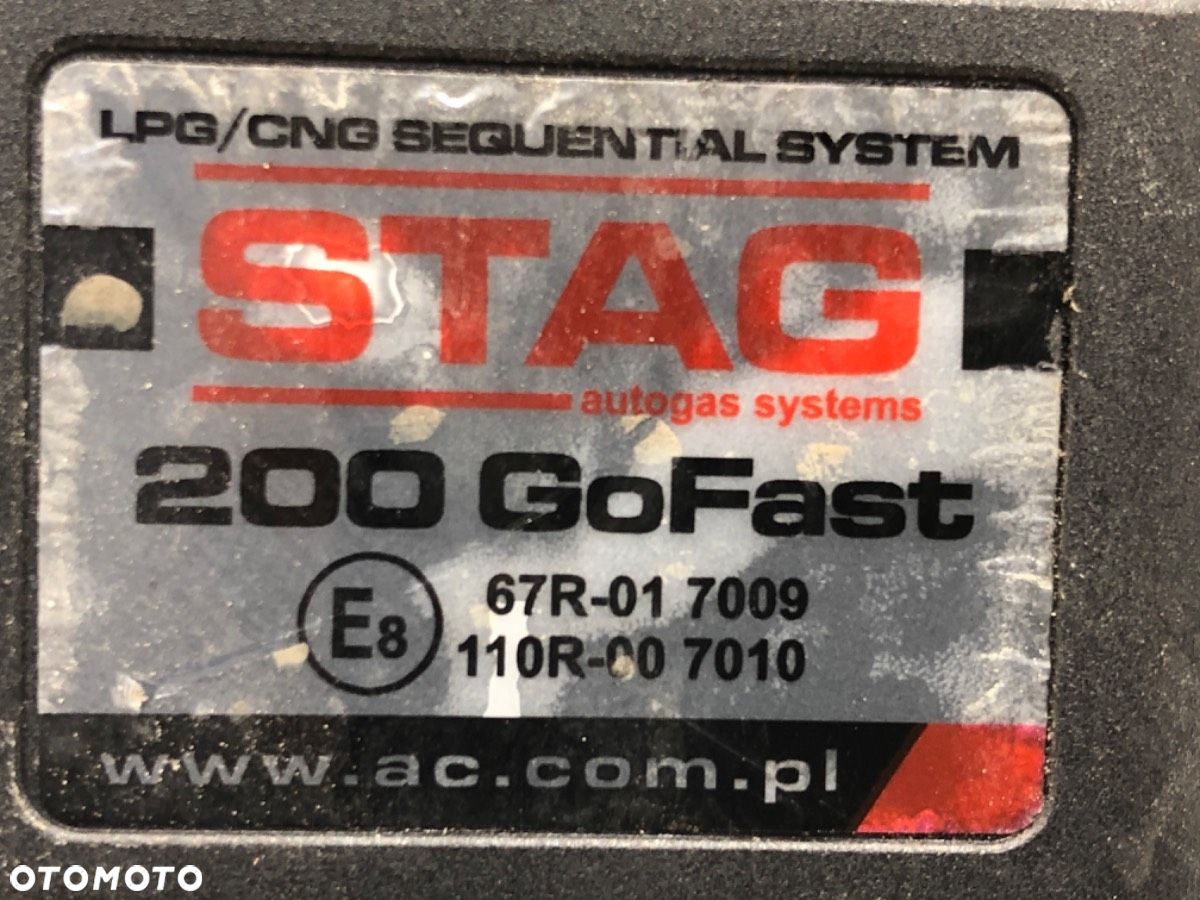 LPG/CNG SEQUENTIAL SYSTEM
STAG
autogas systems
200 GoFast
E8 67R-01 7009
110R-00 7010
www.ac.com.pl
OTOMOTO